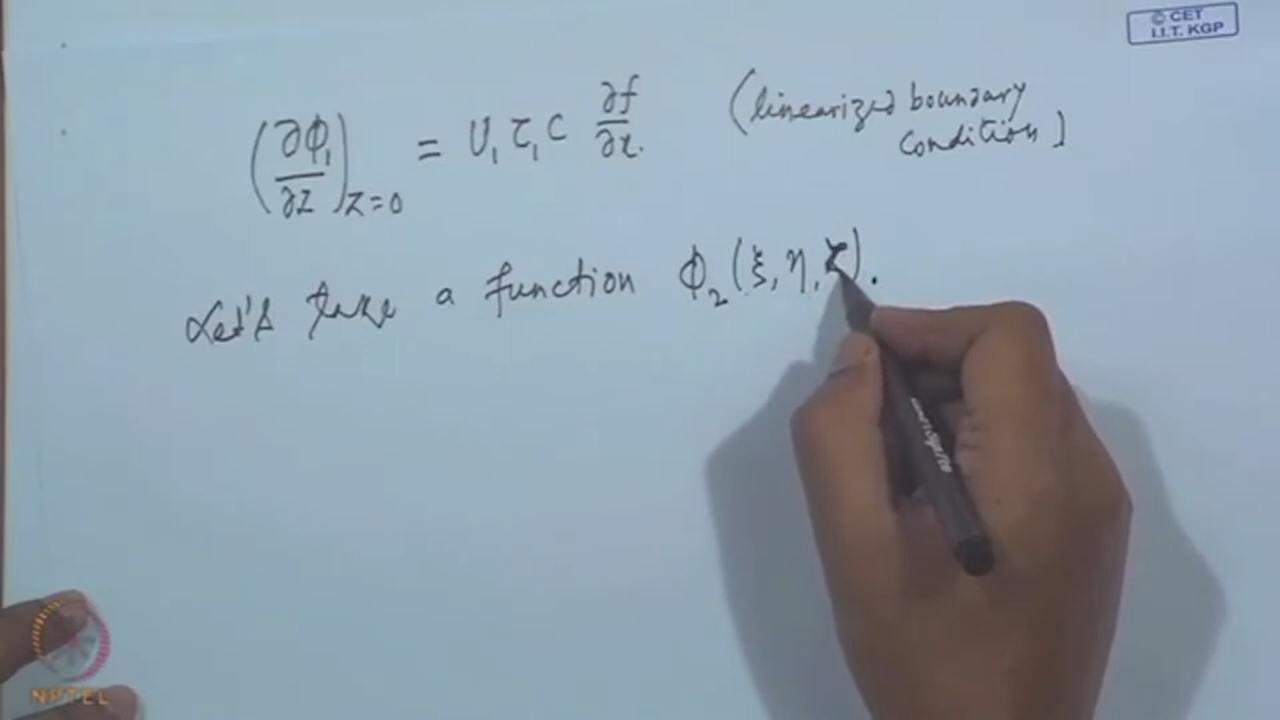 © CET
I.I.T. KGP
(∂Φ₁/∂z)_{z=0} = U₁ τ₁ c ∂f/∂x. (linearized boundary
condition)
Let's take a function Φ₂(ξ, η, ζ).
NPTEL